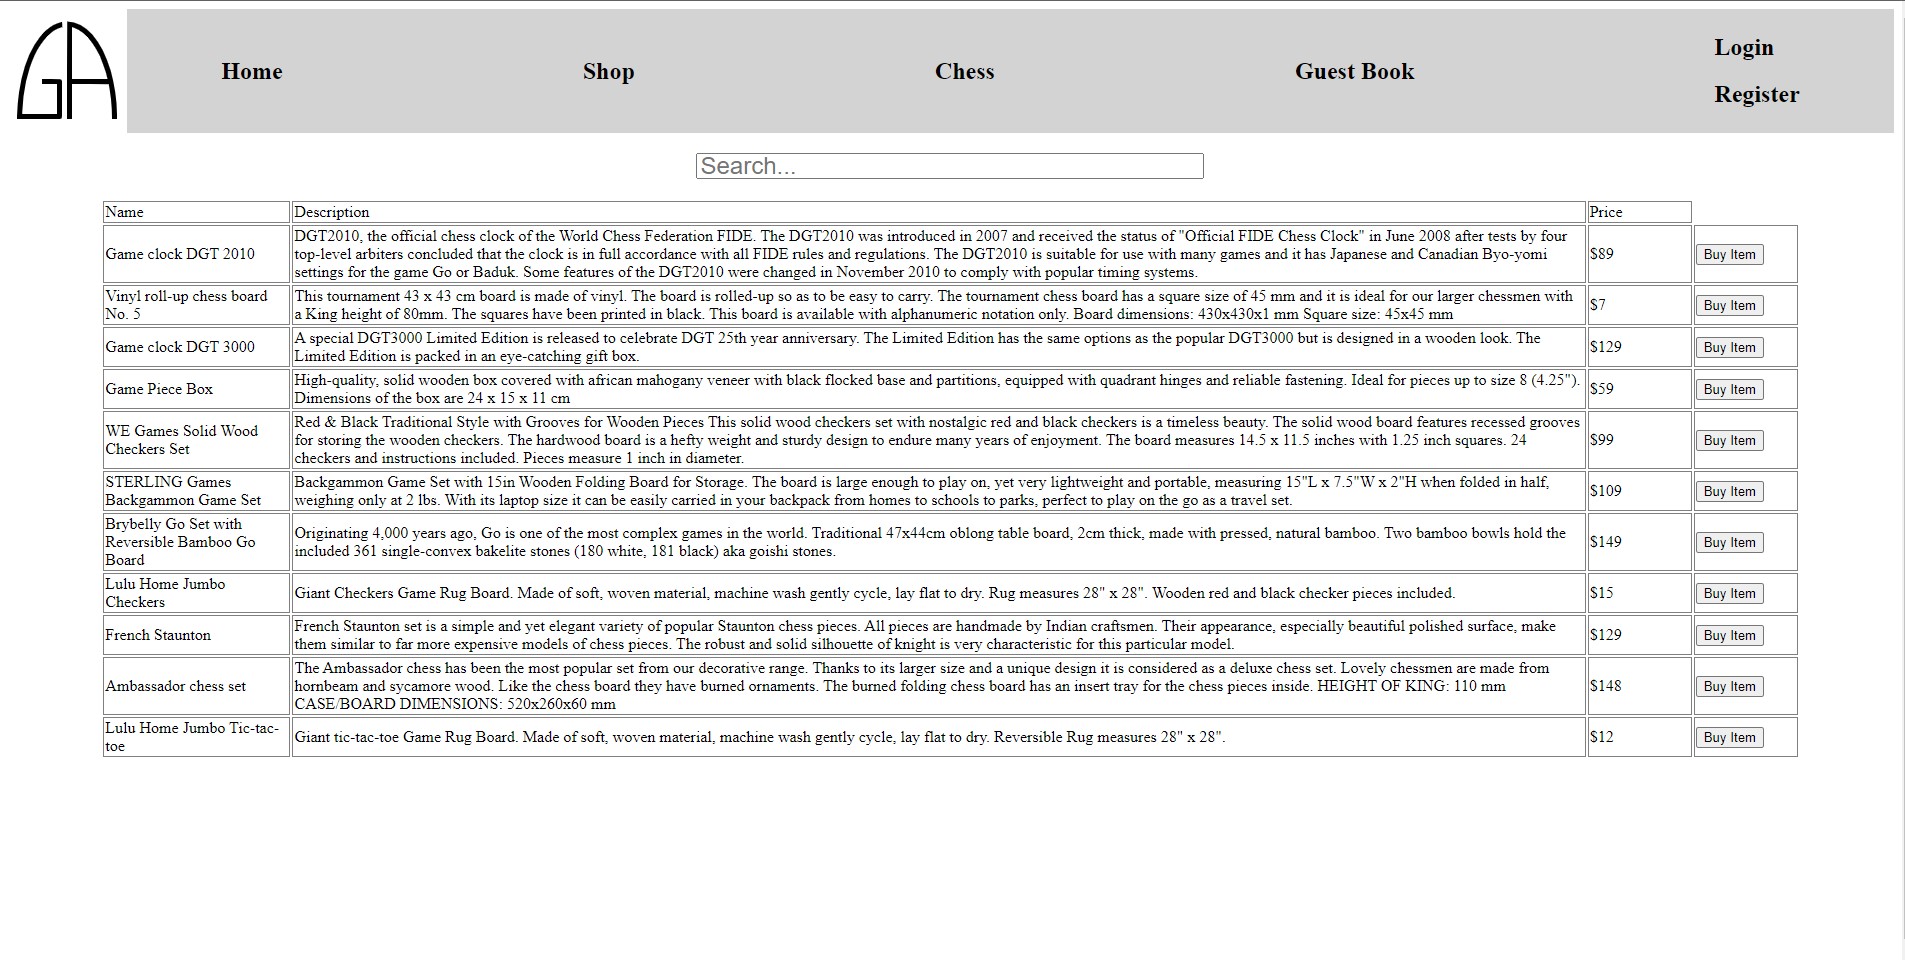 GA
Home
Shop
Chess
Guest Book
Login
Register
Search...
Name
Description
Price
Game clock DGT 2010
DGT2010, the official chess clock of the World Chess Federation FIDE. The DGT2010 was introduced in 2007 and received the status of "Official FIDE Chess Clock" in June 2008 after tests by four
top-level arbiters concluded that the clock is in full accordance with all FIDE rules and regulations. The DGT2010 is suitable for use with many games and it has Japanese and Canadian Byo-yomi
settings for the game Go or Baduk. Some features of the DGT2010 were changed in November 2010 to comply with popular timing systems.
$89
Buy Item
Vinyl roll-up chess board
No. 5
This tournament 43 x 43 cm board is made of vinyl. The board is rolled-up so as to be easy to carry. The tournament chess board has a square size of 45 mm and it is ideal for our larger chessmen with
a King height of 80mm. The squares have been printed in black. This board is available with alphanumeric notation only. Board dimensions: 430x430x1 mm Square size: 45x45 mm
$7
Buy Item
Game clock DGT 3000
A special DGT3000 Limited Edition is released to celebrate DGT 25th year anniversary. The Limited Edition has the same options as the popular DGT3000 but is designed in a wooden look. The
Limited Edition is packed in an eye-catching gift box.
$129
Buy Item
Game Piece Box
High-quality, solid wooden box covered with african mahogany veneer with black flocked base and partitions, equipped with quadrant hinges and reliable fastening. Ideal for pieces up to size 8 (4.25").
Dimensions of the box are 24 x 15 x 11 cm
$59
Buy Item
WE Games Solid Wood
Checkers Set
Red & Black Traditional Style with Grooves for Wooden Pieces This solid wood checkers set with nostalgic red and black checkers is a timeless beauty. The solid wood board features recessed grooves
for storing the wooden checkers. The hardwood board is a hefty weight and sturdy design to endure many years of enjoyment. The board measures 14.5 x 11.5 inches with 1.25 inch squares. 24
checkers and instructions included. Pieces measure 1 inch in diameter.
$99
Buy Item
STERLING Games
Backgammon Game Set
Backgammon Game Set with 15in Wooden Folding Board for Storage. The board is large enough to play on, yet very lightweight and portable, measuring 15"L x 7.5"W x 2"H when folded in half,
weighing only at 2 lbs. With its laptop size it can be easily carried in your backpack from homes to schools to parks, perfect to play on the go as a travel set.
$109
Buy Item
Brybelly Go Set with
Reversible Bamboo Go
Board
Originating 4,000 years ago, Go is one of the most complex games in the world. Traditional 47x44cm oblong table board, 2cm thick, made with pressed, natural bamboo. Two bamboo bowls hold the
included 361 single-convex bakelite stones (180 white, 181 black) aka goishi stones.
$149
Buy Item
Lulu Home Jumbo
Checkers
Giant Checkers Game Rug Board. Made of soft, woven material, machine wash gently cycle, lay flat to dry. Rug measures 28" x 28". Wooden red and black checker pieces included.
$15
Buy Item
French Staunton
French Staunton set is a simple and yet elegant variety of popular Staunton chess pieces. All pieces are handmade by Indian craftsmen. Their appearance, especially beautiful polished surface, make
them similar to far more expensive models of chess pieces. The robust and solid silhouette of knight is very characteristic for this particular model.
$129
Buy Item
Ambassador chess set
The Ambassador chess has been the most popular set from our decorative range. Thanks to its larger size and a unique design it is considered as a deluxe chess set. Lovely chessmen are made from
hornbeam and sycamore wood. Like the chess board they have burned ornaments. The burned folding chess board has an insert tray for the chess pieces inside. HEIGHT OF KING: 110 mm
CASE/BOARD DIMENSIONS: 520x260x60 mm
$148
Buy Item
Lulu Home Jumbo Tic-tac-
toe
Giant tic-tac-toe Game Rug Board. Made of soft, woven material, machine wash gently cycle, lay flat to dry. Reversible Rug measures 28" x 28".
$12
Buy Item